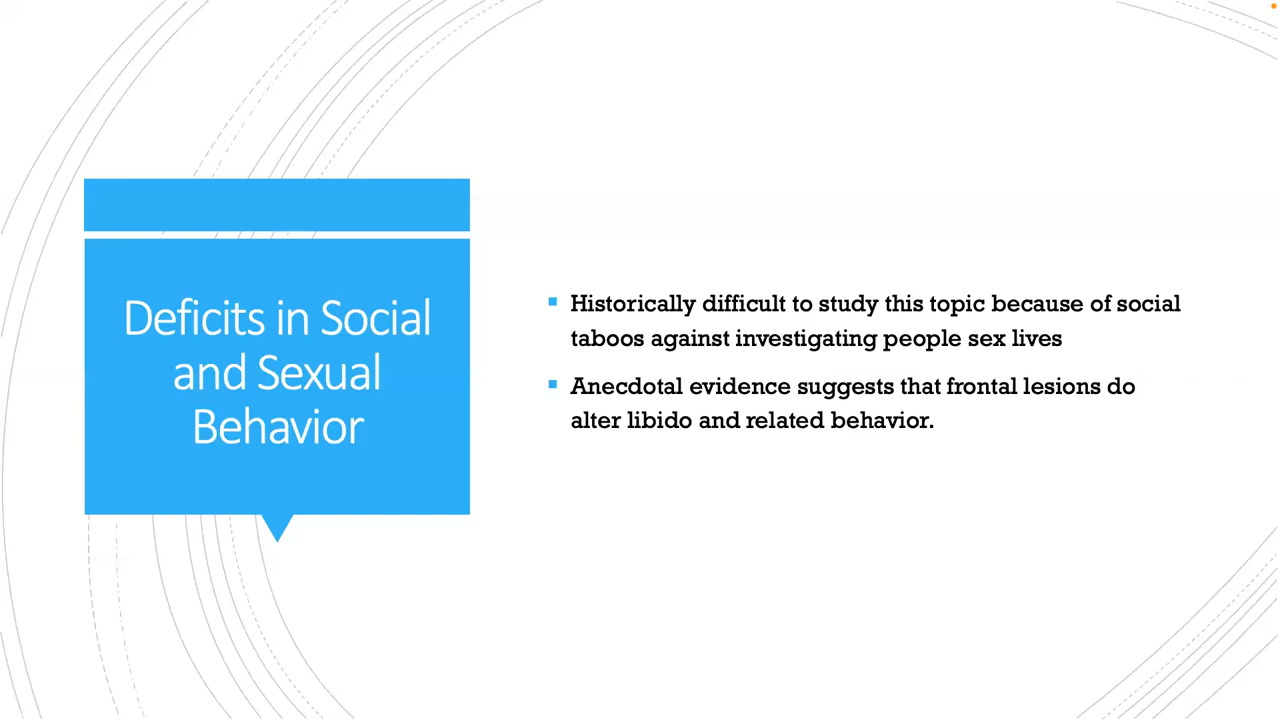 Deficits in Social
and Sexual
Behavior
Historically difficult to study this topic because of social
taboos against investigating people sex lives
Anecdotal evidence suggests that frontal lesions do
alter libido and related behavior.